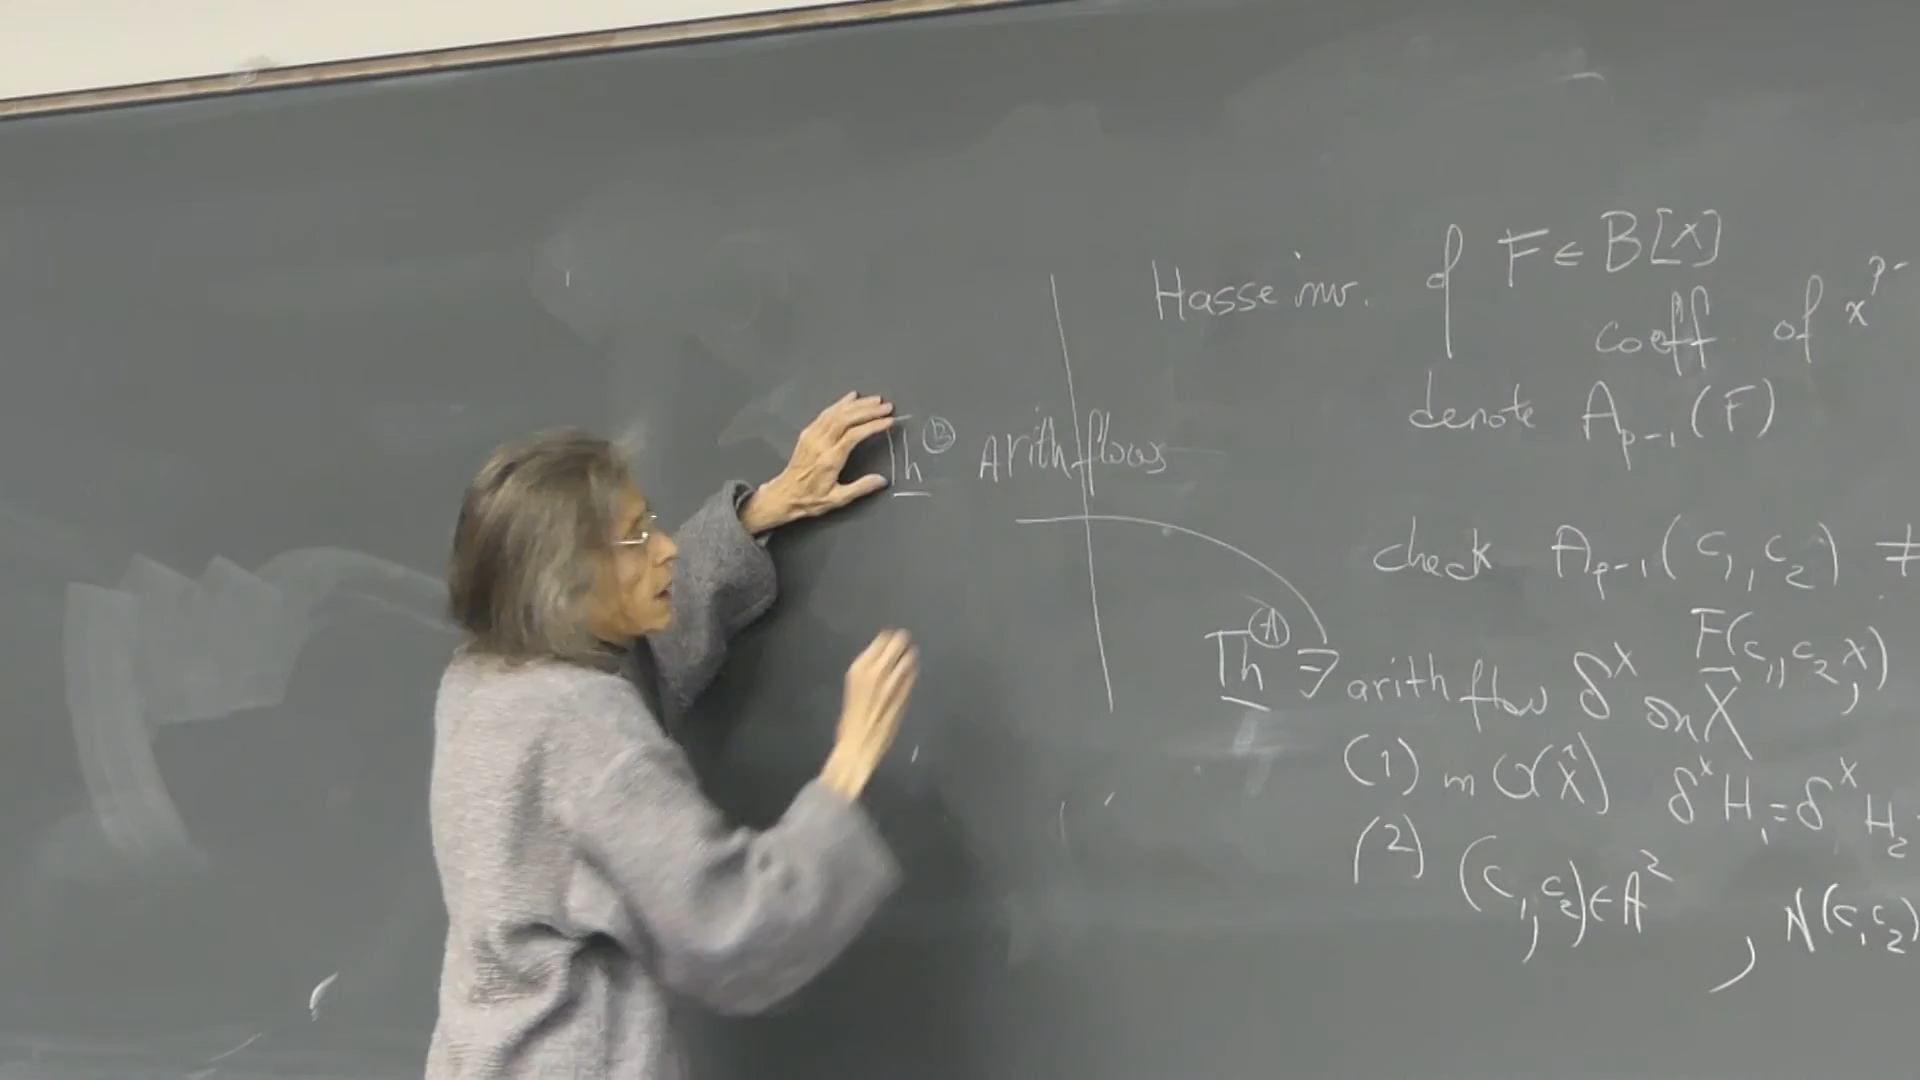 Th Ⓑ Arith flows
Hasse inv. of F ∈ B[x]
coeff of x^{p-
denote A_{p-1}(F)
check A_{p-1}(c_1, c_2) ≠
F(c_1, c_2, x)
Th Ⓐ ∃ arith flow δ^X on X̂
(1) in O(X̂) δ^X H_1 = δ^X H_2
(2) (c_1, c_2) ∈ A^2, N(c_1, c_2)